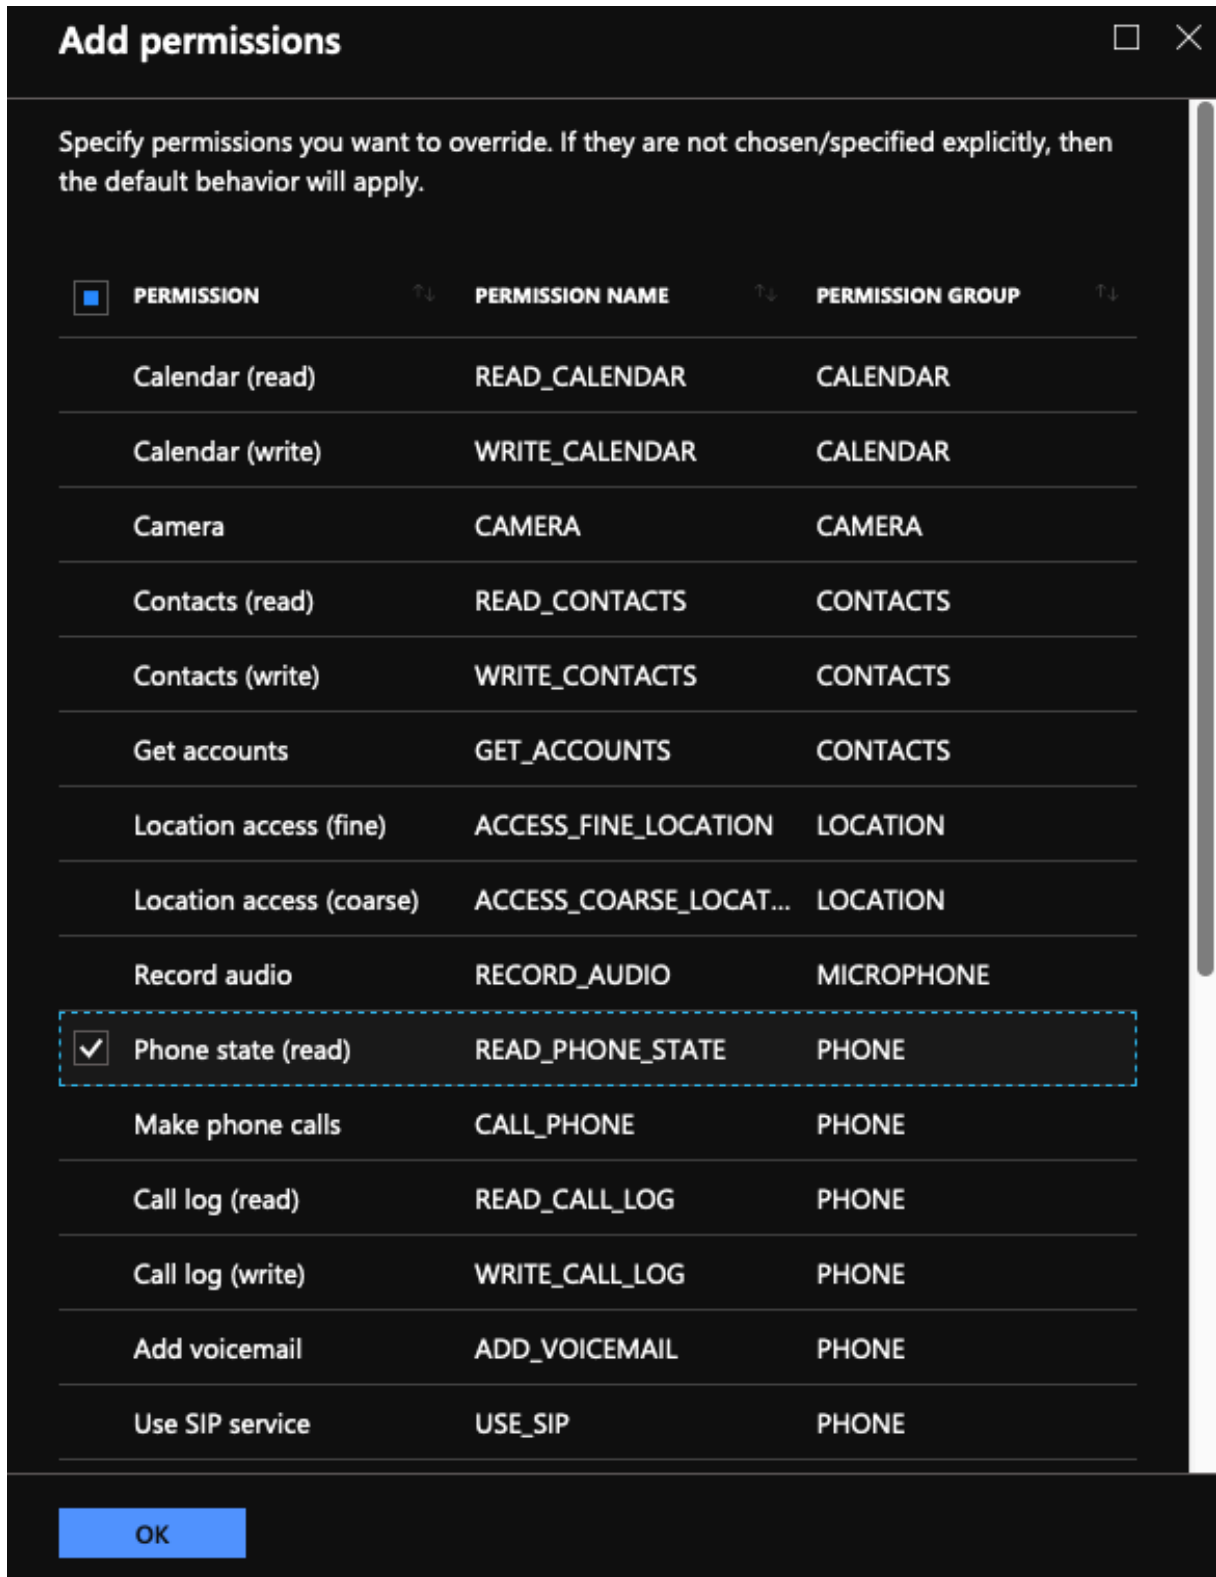 Add permissions
Specify permissions you want to override. If they are not chosen/specified explicitly, then
the default behavior will apply.
PERMISSION PERMISSION NAME PERMISSION GROUP
Calendar (read) READ_CALENDAR CALENDAR
Calendar (write) WRITE_CALENDAR CALENDAR
Camera CAMERA CAMERA
Contacts (read) READ_CONTACTS CONTACTS
Contacts (write) WRITE_CONTACTS CONTACTS
Get accounts GET_ACCOUNTS CONTACTS
Location access (fine) ACCESS_FINE_LOCATION LOCATION
Location access (coarse) ACCESS_COARSE_LOCAT... LOCATION
Record audio RECORD_AUDIO MICROPHONE
Phone state (read) READ_PHONE_STATE PHONE
Make phone calls CALL_PHONE PHONE
Call log (read) READ_CALL_LOG PHONE
Call log (write) WRITE_CALL_LOG PHONE
Add voicemail ADD_VOICEMAIL PHONE
Use SIP service USE_SIP PHONE
OK